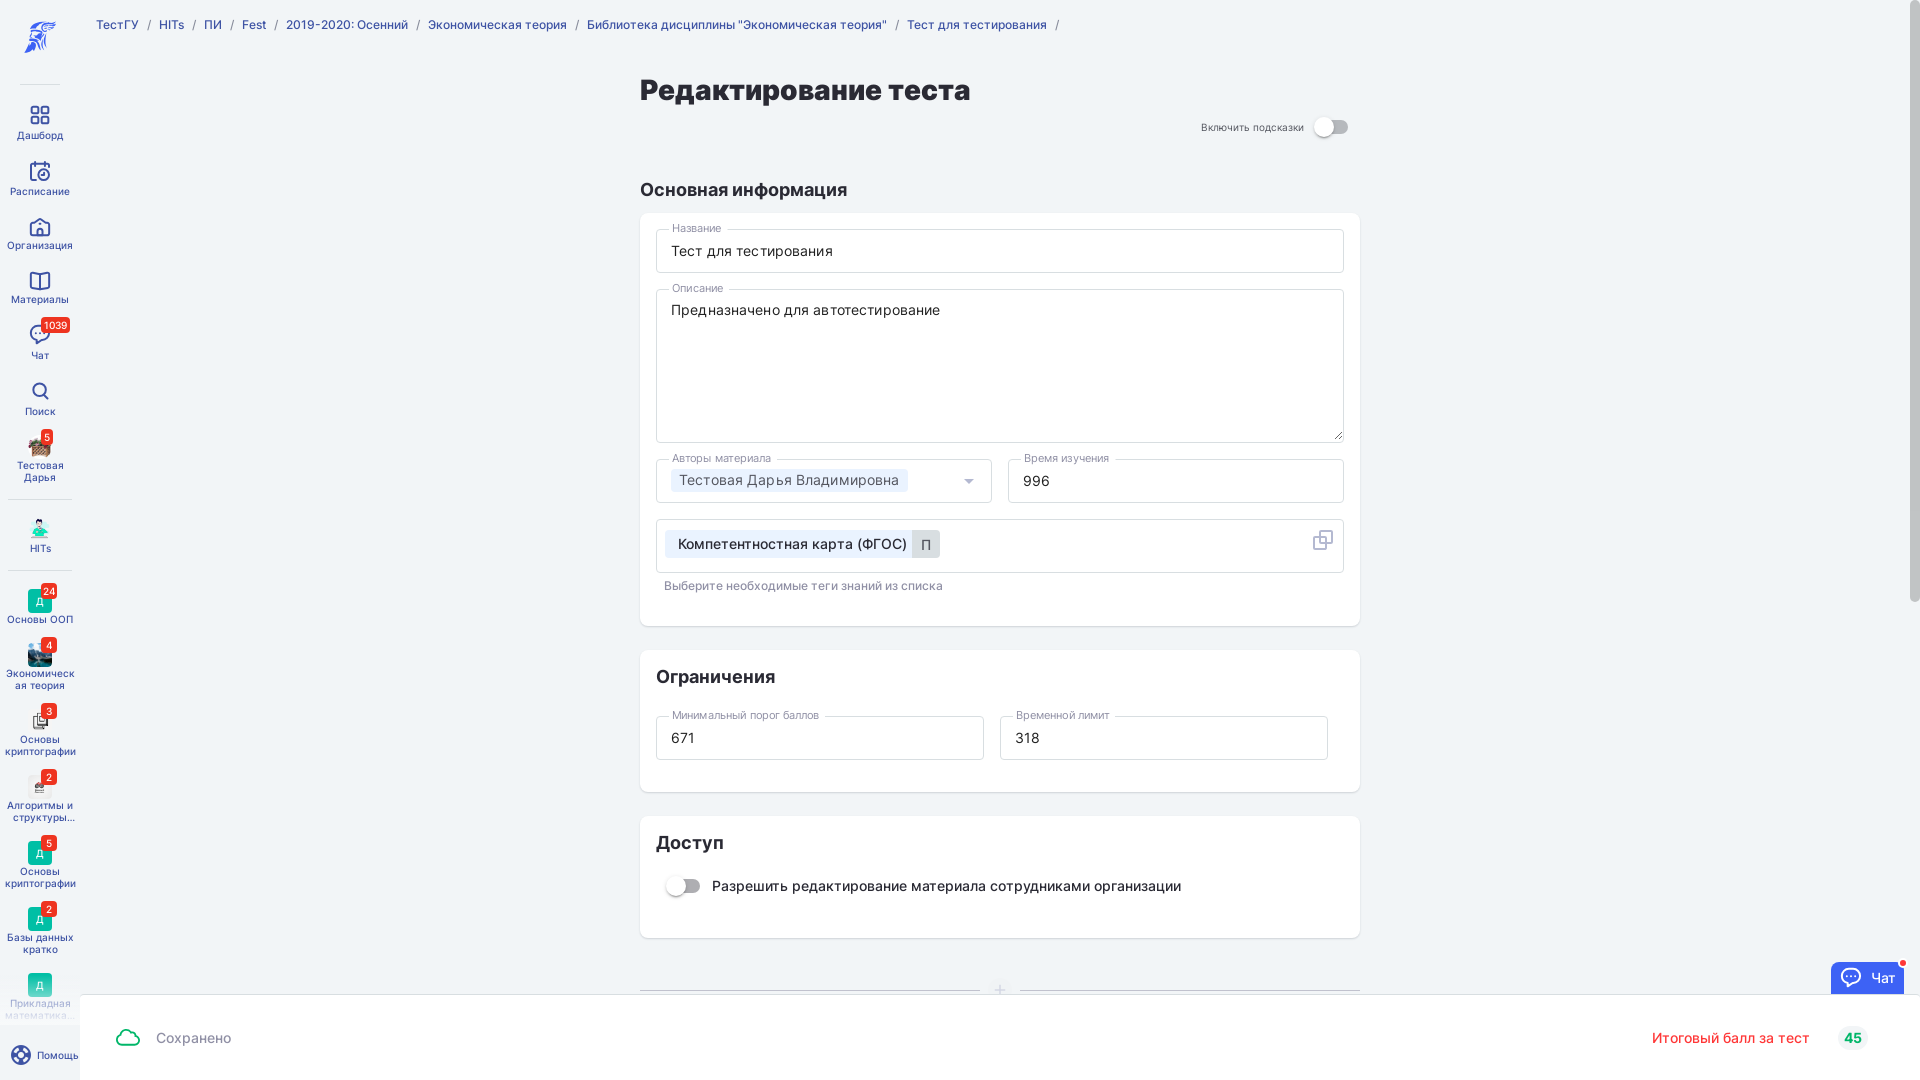 ТестГУ / HITs / ПИ / Fest / 2019-2020: Осенний / Экономическая теория / Библиотека дисциплины "Экономическая теория" / Тест для тестирования /
Дашборд
Расписание
Организация
Материалы
1039
Чат
Поиск
5
Тестовая
Дарья
HITs
24
Д
Основы ООП
4
Экономическ
ая теория
3
Основы
криптографии
2
Алгоритмы и
структуры...
5
Д
Основы
криптографии
2
Д
Базы данных
кратко
Д
Прикладная
математика...
Помощь
Редактирование теста
Включить подсказки
Основная информация
Название
Тест для тестирования
Описание
Предназначено для автотестирование
Авторы материала
Тестовая Дарья Владимировна
Время изучения
996
Компетентностная карта (ФГОС) П
Выберите необходимые теги знаний из списка
Ограничения
Минимальный порог баллов
671
Временной лимит
318
Доступ
Разрешить редактирование материала сотрудниками организации
Чат
Сохранено
Итоговый балл за тест 45